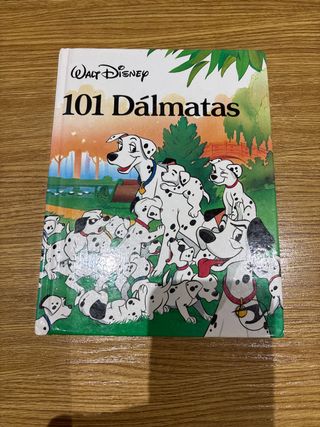 WALT DISNEY
101 Dálmatas